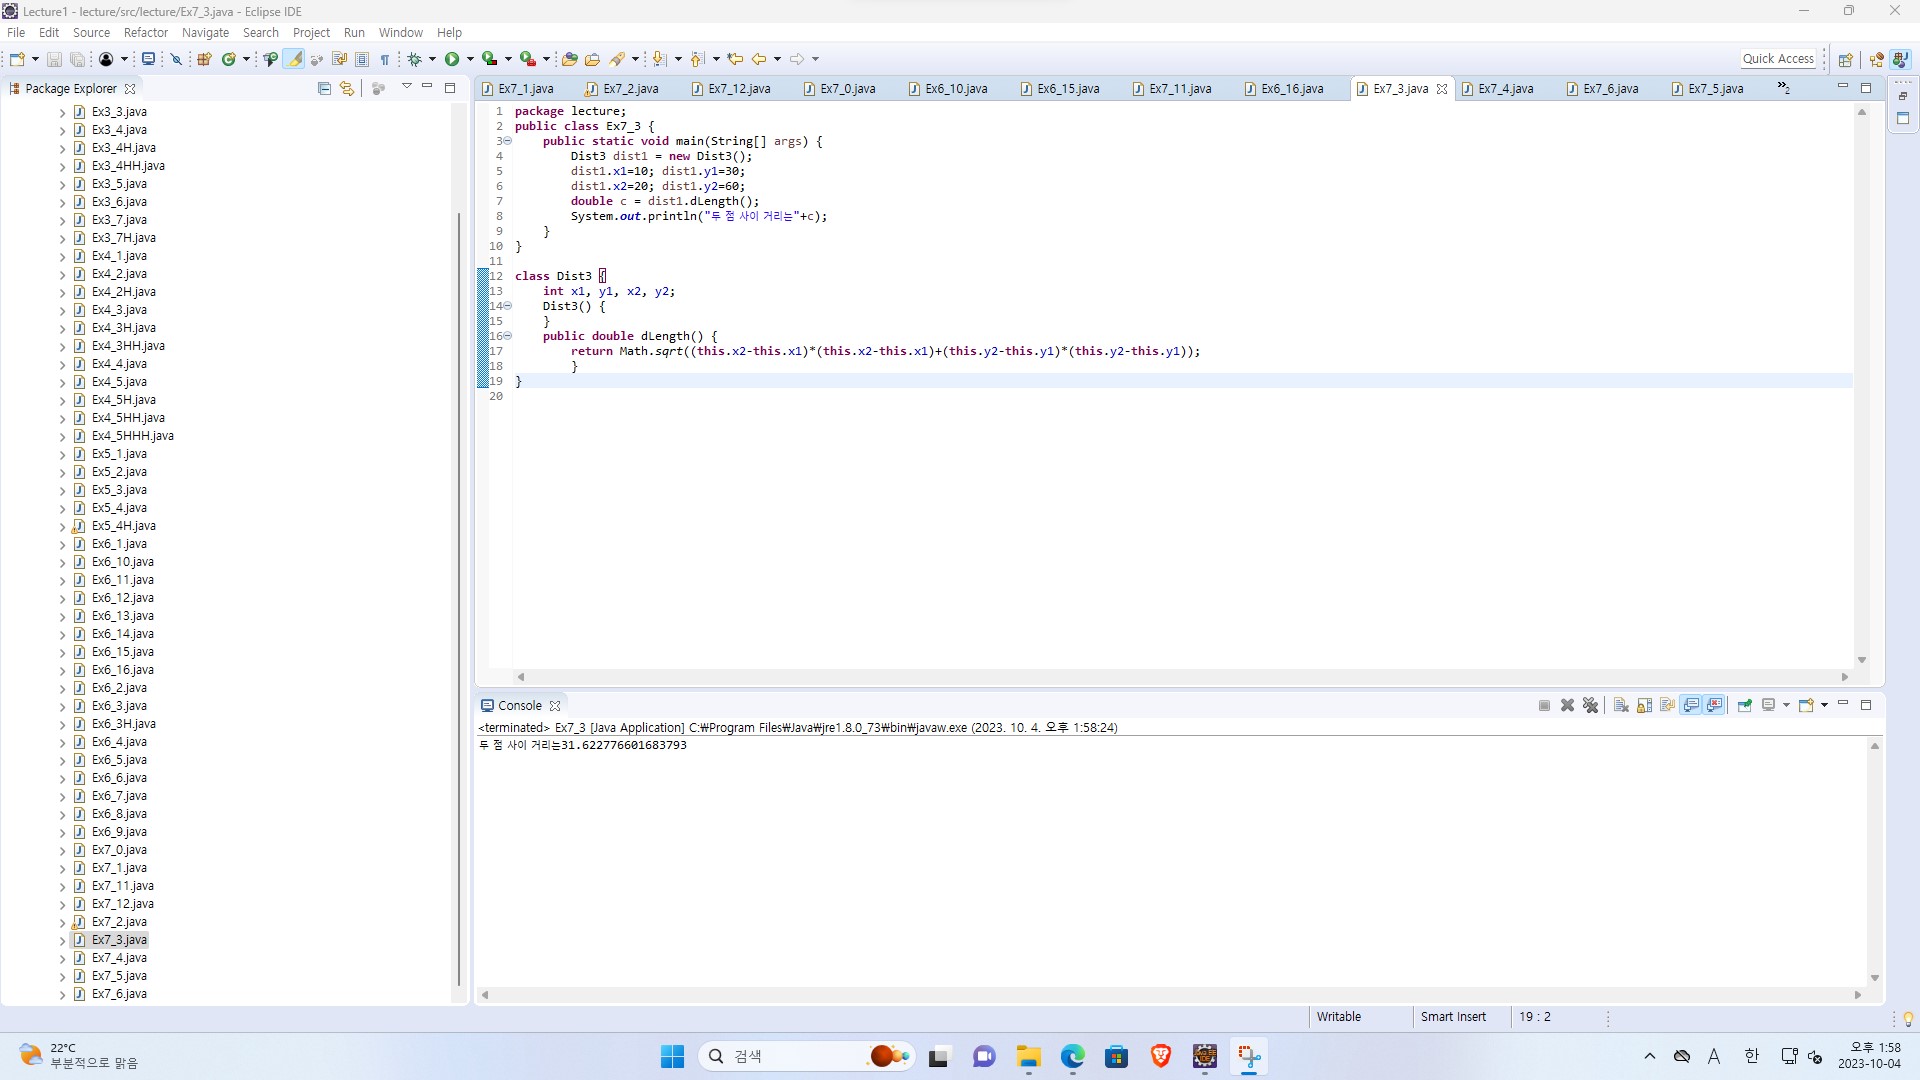 Lecture1 - lecture/src/lecture/Ex7_3.java - Eclipse IDE
File Edit Source Refactor Navigate Search Project Run Window Help
Quick Access
Package Explorer
Ex3_3.java
Ex3_4.java
Ex3_4H.java
Ex3_4HH.java
Ex3_5.java
Ex3_6.java
Ex3_7.java
Ex3_7H.java
Ex4_1.java
Ex4_2.java
Ex4_2H.java
Ex4_3.java
Ex4_3H.java
Ex4_3HH.java
Ex4_4.java
Ex4_5.java
Ex4_5H.java
Ex4_5HH.java
Ex4_5HHH.java
Ex5_1.java
Ex5_2.java
Ex5_3.java
Ex5_4.java
Ex5_4H.java
Ex6_1.java
Ex6_10.java
Ex6_11.java
Ex6_12.java
Ex6_13.java
Ex6_14.java
Ex6_15.java
Ex6_16.java
Ex6_2.java
Ex6_3.java
Ex6_3H.java
Ex6_4.java
Ex6_5.java
Ex6_6.java
Ex6_7.java
Ex6_8.java
Ex6_9.java
Ex7_0.java
Ex7_1.java
Ex7_11.java
Ex7_12.java
Ex7_2.java
Ex7_3.java
Ex7_4.java
Ex7_5.java
Ex7_6.java
Ex7_1.java Ex7_2.java Ex7_12.java Ex7_0.java Ex6_10.java Ex6_15.java Ex7_11.java Ex6_16.java Ex7_3.java Ex7_4.java Ex7_6.java Ex7_5.java »2
1 package lecture;
2 public class Ex7_3 {
3 public static void main(String[] args) {
4 Dist3 dist1 = new Dist3();
5 dist1.x1=10; dist1.y1=30;
6 dist1.x2=20; dist1.y2=60;
7 double c = dist1.dLength();
8 System.out.println("두 점 사이 거리는"+c);
9 }
10 }
11
12 class Dist3 {
13 int x1, y1, x2, y2;
14 Dist3() {
15 }
16 public double dLength() {
17 return Math.sqrt((this.x2-this.x1)*(this.x2-this.x1)+(this.y2-this.y1)*(this.y2-this.y1));
18 }
19 }
20
Console
<terminated> Ex7_3 [Java Application] C:₩Program Files₩Java₩jre1.8.0_73₩bin₩javaw.exe (2023. 10. 4. 오후 1:58:24)
두 점 사이 거리는31.622776601683793
Writable Smart Insert 19 : 2
22°C
부분적으로 맑음
검색
A 한
오후 1:58
2023-10-04